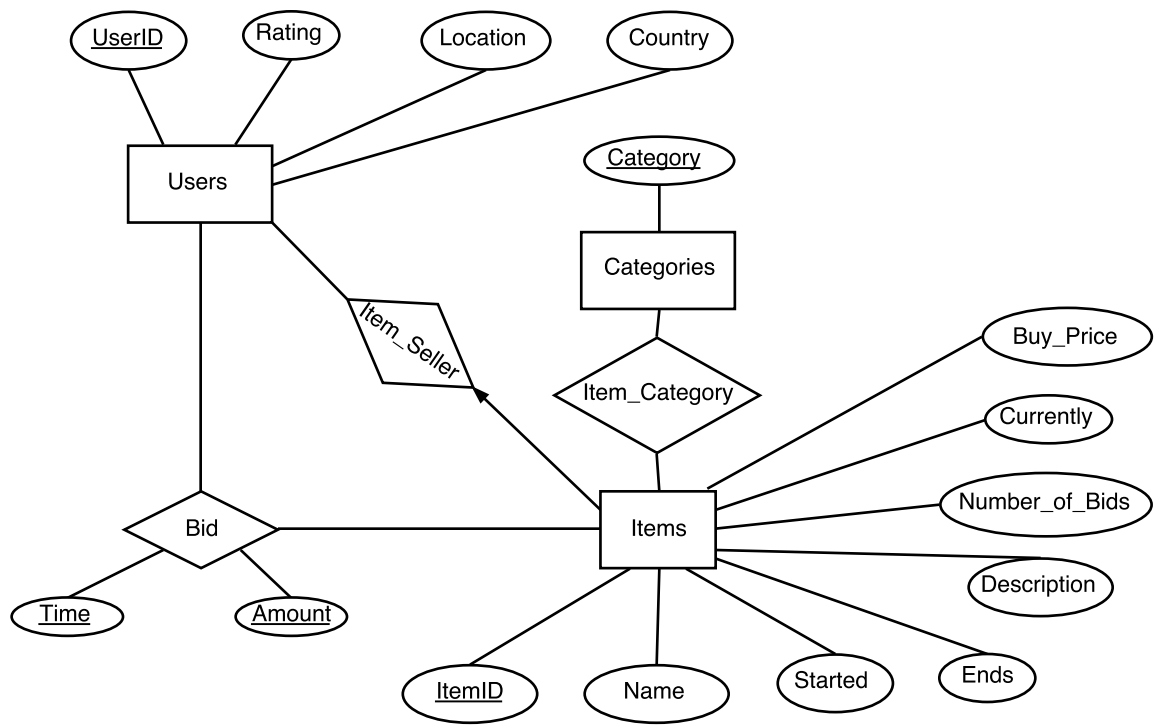 UserID
Rating
Location
Country
Users
Category
Categories
Item_Seller
Item_Category
Buy_Price
Currently
Number_of_Bids
Description
Items
Bid
Time
Amount
ItemID
Name
Started
Ends